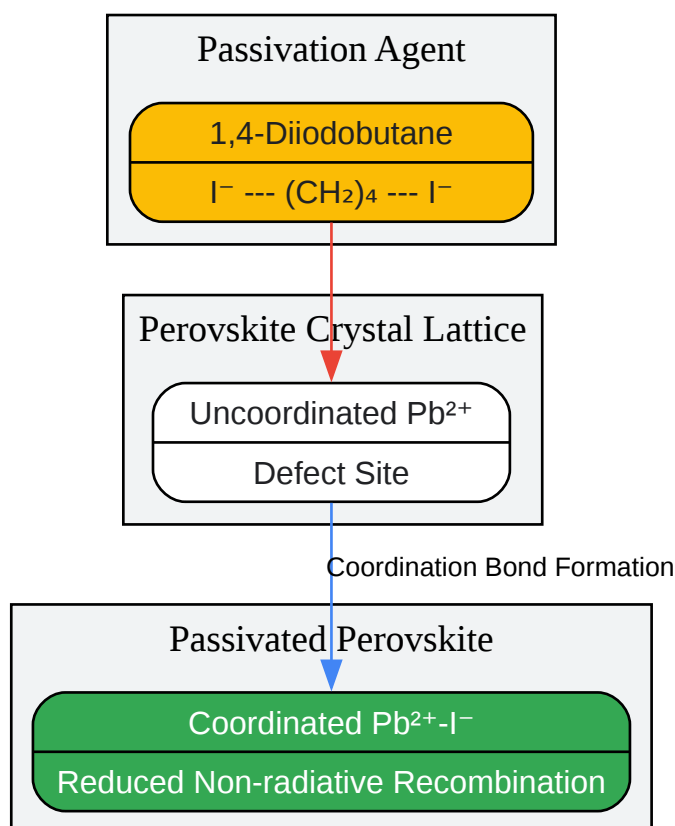 Passivation Agent
1,4-Diiodobutane
I⁻ --- (CH₂)₄ --- I⁻
Perovskite Crystal Lattice
Uncoordinated Pb²⁺
Defect Site
Coordination Bond Formation
Passivated Perovskite
Coordinated Pb²⁺-I⁻
Reduced Non-radiative Recombination